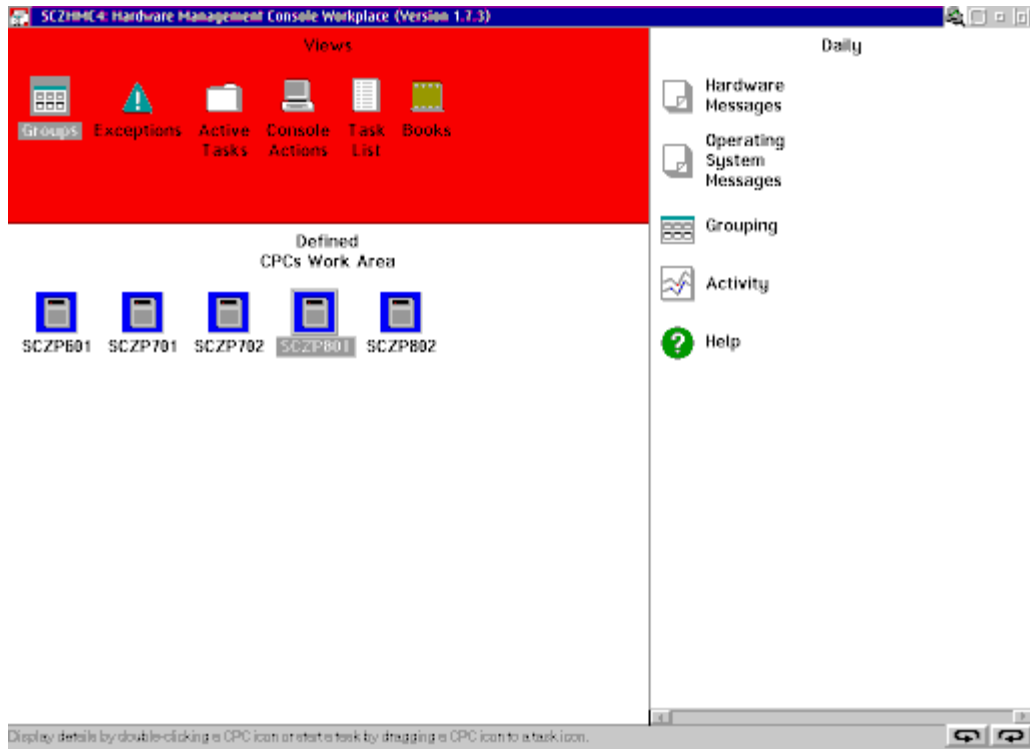 SCZHMC4: Hardware Management Console Workplace (Version 1.7.3)
Views
Groups
Exceptions
Active
Tasks
Console
Actions
Task
List
Books
Defined
CPCs Work Area
SCZP601
SCZP701
SCZP702
SCZP801
SCZP802
Daily
Hardware
Messages
Operating
System
Messages
Grouping
Activity
Help
Display details by double-clicking a CPC icon or start a task by dragging a CPC icon to a task icon.